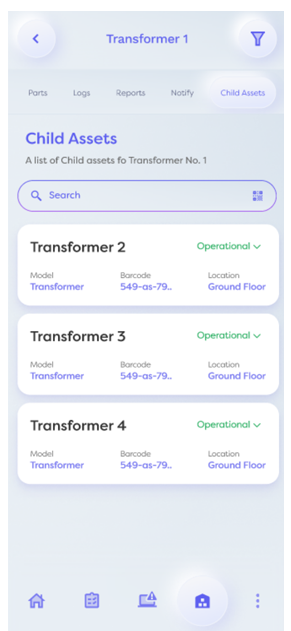 Transformer 1
Parts Logs Reports Notify Child Assets
Child Assets
A list of Child assets fo Transformer No. 1
Search
Transformer 2 Operational
Model Barcode Location
Transformer 549-as-79.. Ground Floor
Transformer 3 Operational
Model Barcode Location
Transformer 549-as-79.. Ground Floor
Transformer 4 Operational
Model Barcode Location
Transformer 549-as-79.. Ground Floor